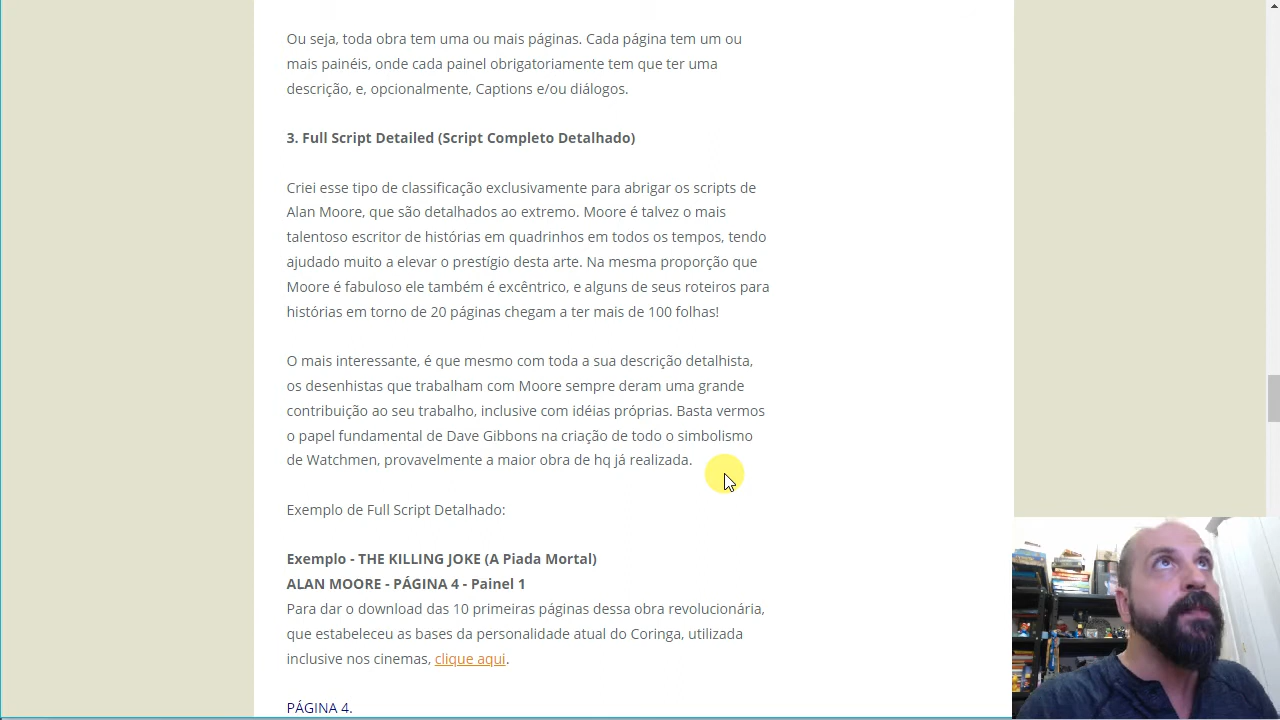 Ou seja, toda obra tem uma ou mais páginas. Cada página tem um ou
mais painéis, onde cada painel obrigatoriamente tem que ter uma
descrição, e, opcionalmente, Captions e/ou diálogos.
3. Full Script Detailed (Script Completo Detalhado)
Criei esse tipo de classificação exclusivamente para abrigar os scripts de
Alan Moore, que são detalhados ao extremo. Moore é talvez o mais
talentoso escritor de histórias em quadrinhos em todos os tempos, tendo
ajudado muito a elevar o prestígio desta arte. Na mesma proporção que
Moore é fabuloso ele também é excêntrico, e alguns de seus roteiros para
histórias em torno de 20 páginas chegam a ter mais de 100 folhas!
O mais interessante, é que mesmo com toda a sua descrição detalhista,
os desenhistas que trabalham com Moore sempre deram uma grande
contribuição ao seu trabalho, inclusive com idéias próprias. Basta vermos
o papel fundamental de Dave Gibbons na criação de todo o simbolismo
de Watchmen, provavelmente a maior obra de hq já realizada.
Exemplo de Full Script Detalhado:
Exemplo - THE KILLING JOKE (A Piada Mortal)
ALAN MOORE - PÁGINA 4 - Painel 1
Para dar o download das 10 primeiras páginas dessa obra revolucionária,
que estabeleceu as bases da personalidade atual do Coringa, utilizada
inclusive nos cinemas, clique aqui.
PÁGINA 4.